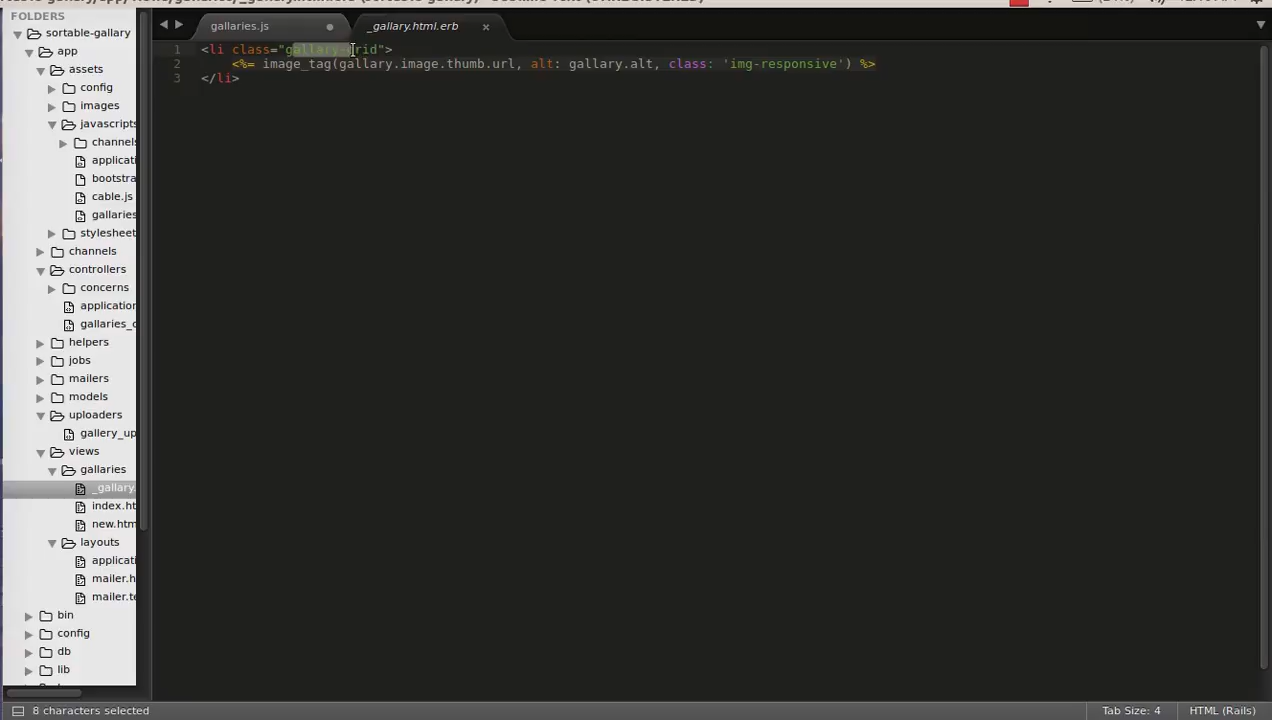 FOLDERS
sortable-gallary
app
assets
config
images
javascripts
channels
applicati
bootstra
cable.js
gallaries
stylesheet
channels
controllers
concerns
application
gallaries_c
helpers
jobs
mailers
models
uploaders
gallery_up
views
gallaries
_gallary.
index.ht
new.htm
layouts
applicati
mailer.h
mailer.te
bin
config
db
lib
gallaries.js
_gallary.html.erb
1 <li class="gallary-grid">
2 <%= image_tag(gallary.image.thumb.url, alt: gallary.alt, class: 'img-responsive') %>
3 </li>
8 characters selected
Tab Size: 4
HTML (Rails)